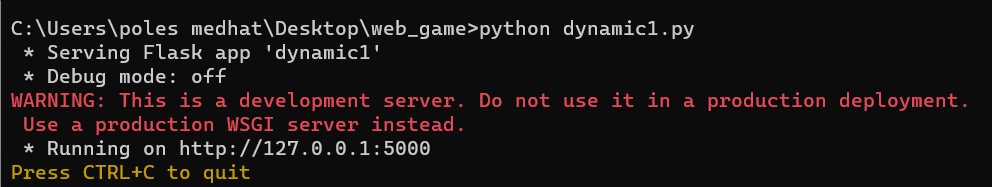 C:\Users\poles medhat\Desktop\web_game>python dynamic1.py
 * Serving Flask app 'dynamic1'
 * Debug mode: off
WARNING: This is a development server. Do not use it in a production deployment.
 Use a production WSGI server instead.
 * Running on http://127.0.0.1:5000
Press CTRL+C to quit